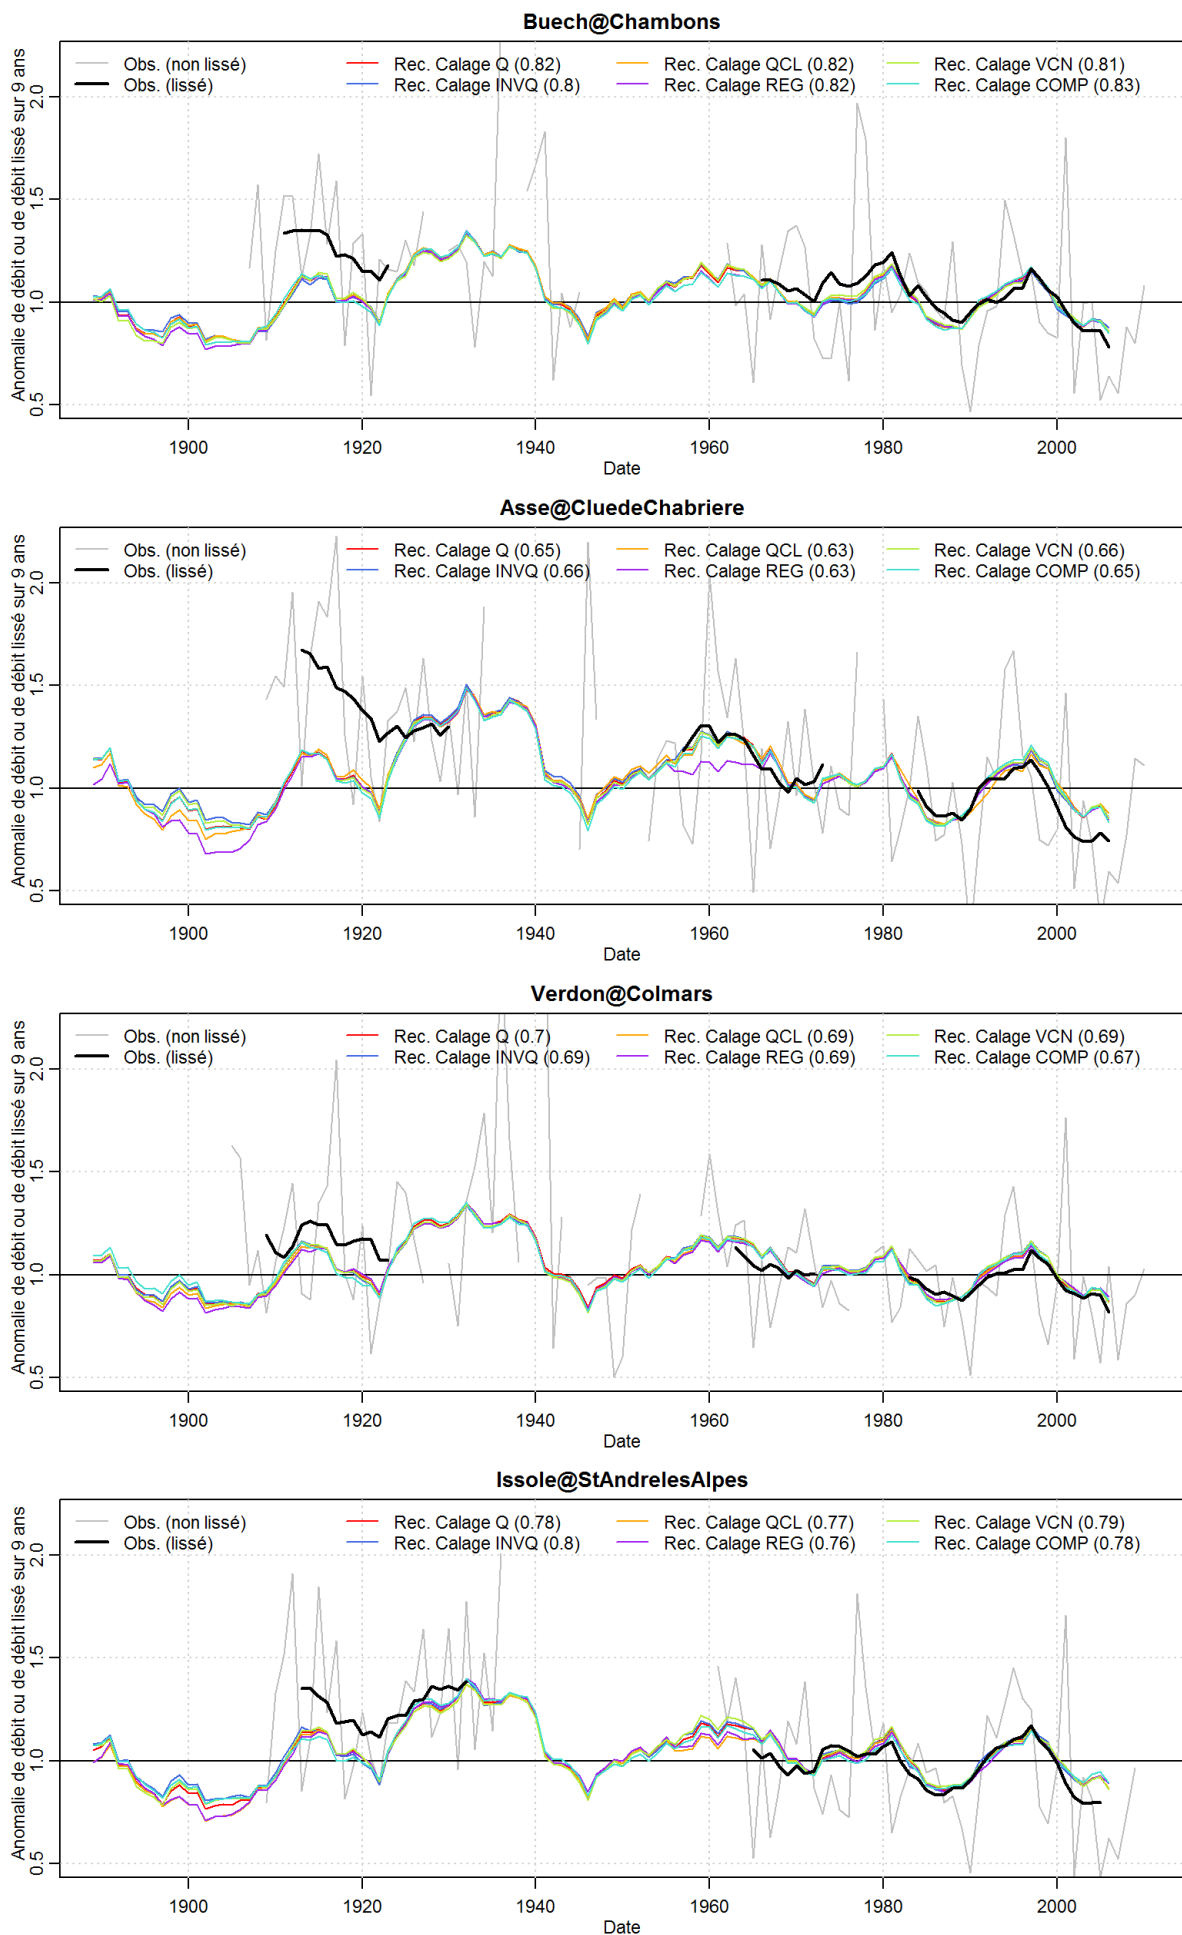 Buech@Chambons
Anomalie de débit ou de débit lissé sur 9 ans
Obs. (non lissé) Rec. Calage Q (0.82) Rec. Calage QCL (0.82) Rec. Calage VCN (0.81)
Obs. (lissé) Rec. Calage INVQ (0.8) Rec. Calage REG (0.82) Rec. Calage COMP (0.83)
2.0
1.5
1.0
0.5
1900 1920 1940 1960 1980 2000
Date
Asse@CluedeChabriere
Anomalie de débit ou de débit lissé sur 9 ans
Obs. (non lissé) Rec. Calage Q (0.65) Rec. Calage QCL (0.63) Rec. Calage VCN (0.66)
Obs. (lissé) Rec. Calage INVQ (0.66) Rec. Calage REG (0.63) Rec. Calage COMP (0.65)
2.0
1.5
1.0
0.5
1900 1920 1940 1960 1980 2000
Date
Verdon@Colmars
Anomalie de débit ou de débit lissé sur 9 ans
Obs. (non lissé) Rec. Calage Q (0.7) Rec. Calage QCL (0.69) Rec. Calage VCN (0.69)
Obs. (lissé) Rec. Calage INVQ (0.69) Rec. Calage REG (0.69) Rec. Calage COMP (0.67)
2.0
1.5
1.0
0.5
1900 1920 1940 1960 1980 2000
Date
Issole@StAndrelesAlpes
Anomalie de débit ou de débit lissé sur 9 ans
Obs. (non lissé) Rec. Calage Q (0.78) Rec. Calage QCL (0.77) Rec. Calage VCN (0.79)
Obs. (lissé) Rec. Calage INVQ (0.8) Rec. Calage REG (0.76) Rec. Calage COMP (0.78)
2.0
1.5
1.0
0.5
1900 1920 1940 1960 1980 2000
Date